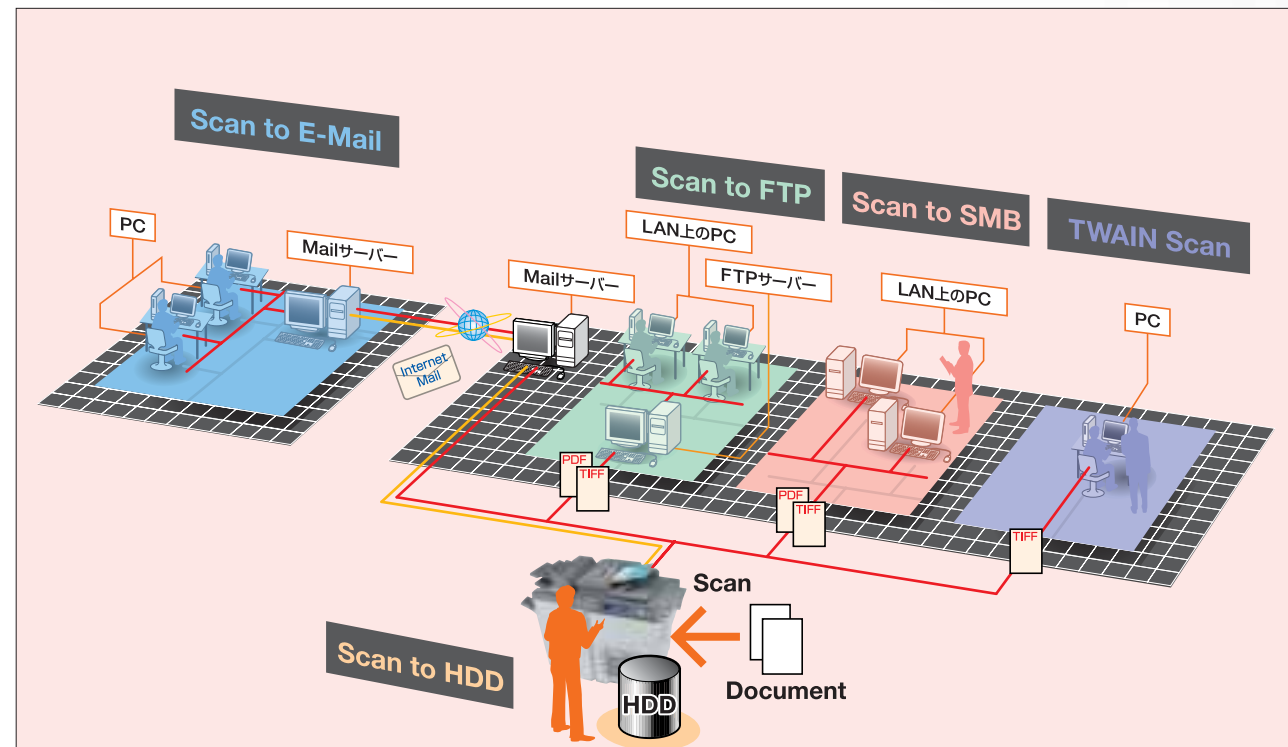 Scan to E-Mail
Scan to FTP
Scan to SMB
TWAIN Scan
PC
Mailサーバー
Mailサーバー
LAN上のPC
FTPサーバー
LAN上のPC
PC
Internet
Mail
PDF
TIFF
PDF
TIFF
TIFF
Scan
Document
Scan to HDD
HDD